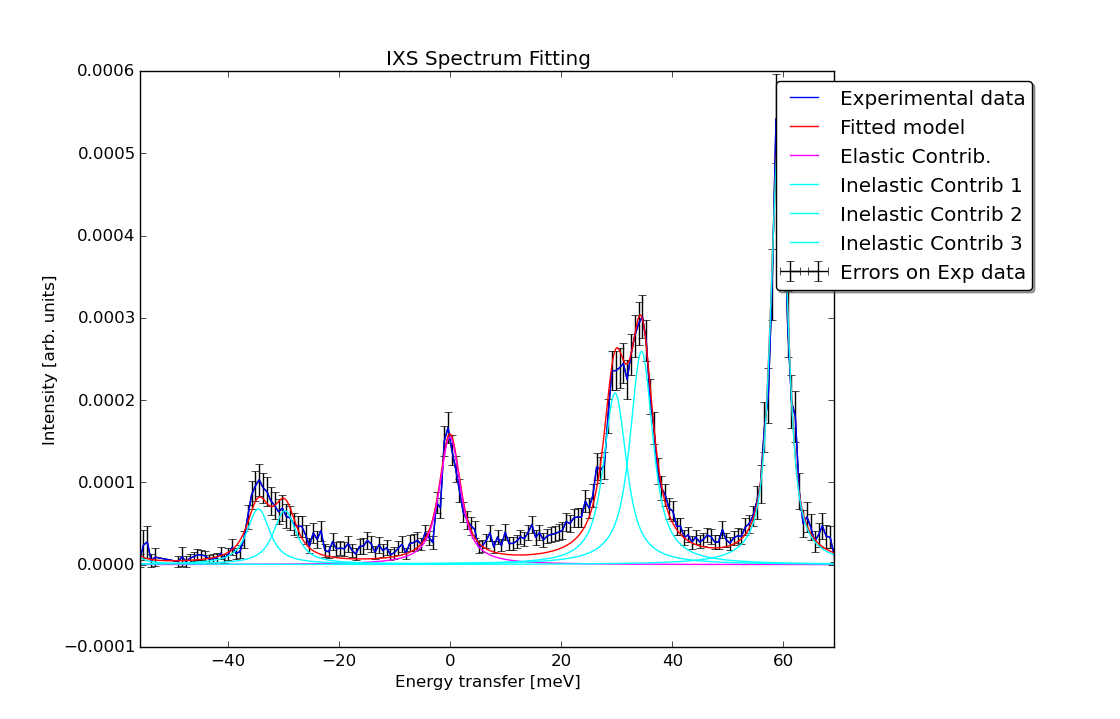 IXS Spectrum Fitting
0.0006
0.0005
0.0004
0.0003
0.0002
0.0001
0.0000
−0.0001
Intensity [arb. units]
Experimental data
Fitted model
Elastic Contrib.
Inelastic Contrib 1
Inelastic Contrib 2
Inelastic Contrib 3
Errors on Exp data
−40 −20 0 20 40 60
Energy transfer [meV]